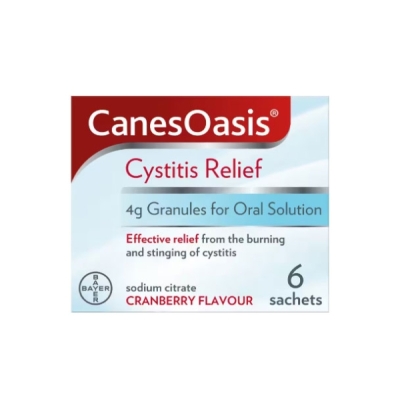 CanesOasis®
Cystitis Relief
4g Granules for Oral Solution
Effective relief from the burning
and stinging of cystitis
BAYER
BAYER
sodium citrate
CRANBERRY FLAVOUR
6
sachets